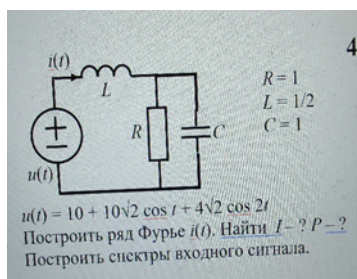 4
i(t)
L
R = 1
L = 1/2
C = 1
R
C
u(t)
u(t) = 10 + 10√2 cos t + 4√2 cos 2t
Построить ряд Фурье i(t). Найти I – ? P – ?
Построить спектры входного сигнала.